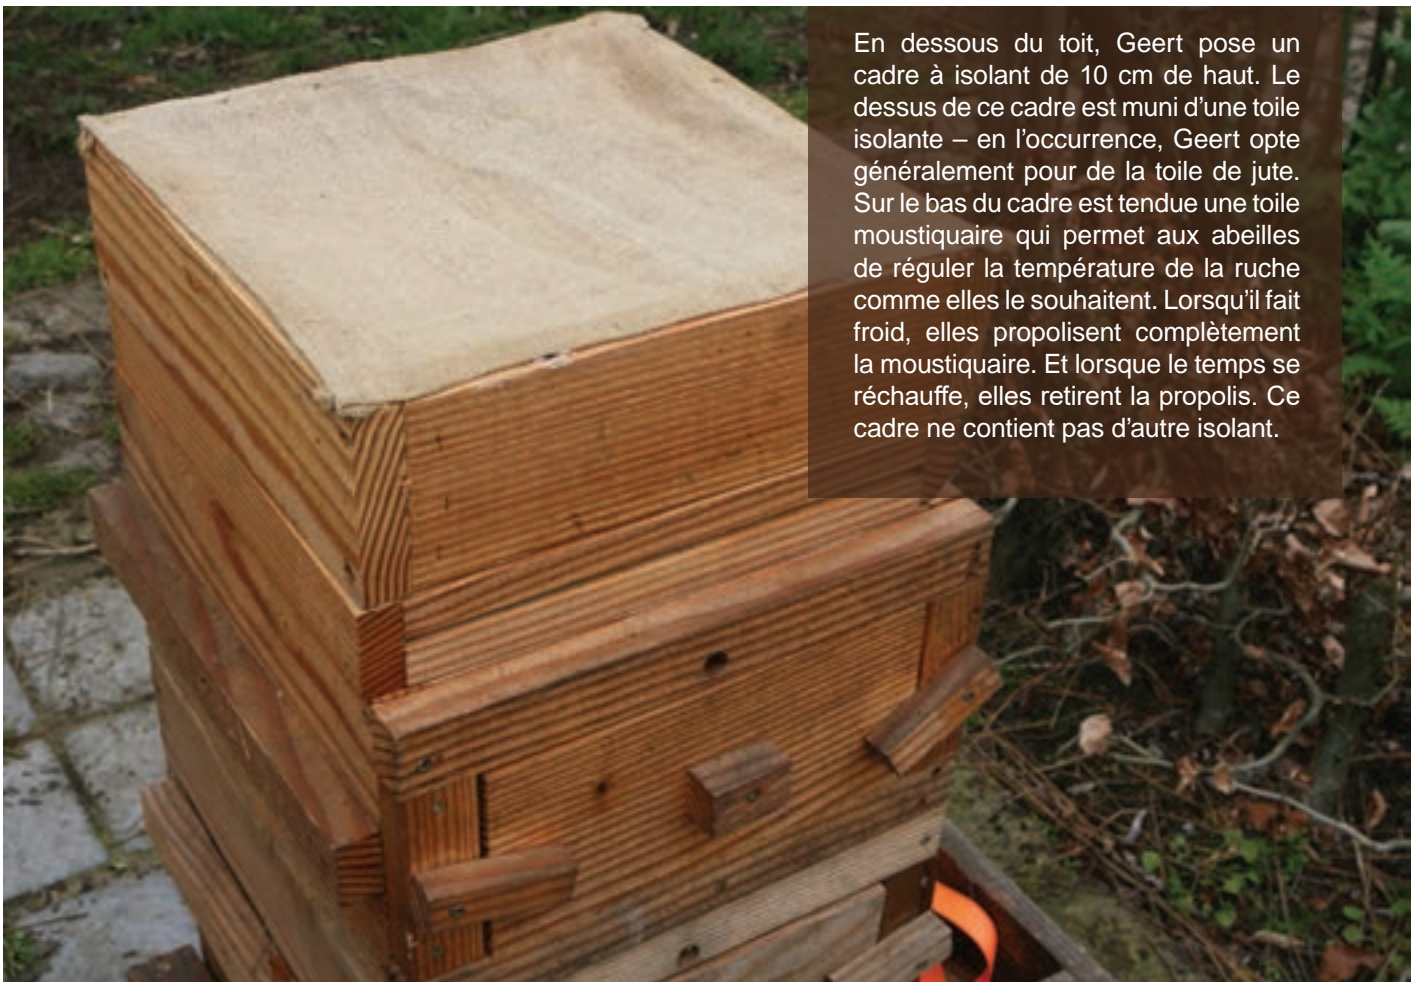 En dessous du toit, Geert pose un
cadre à isolant de 10 cm de haut. Le
dessus de ce cadre est muni d’une toile
isolante – en l’occurrence, Geert opte
généralement pour de la toile de jute.
Sur le bas du cadre est tendue une toile
moustiquaire qui permet aux abeilles
de réguler la température de la ruche
comme elles le souhaitent. Lorsqu’il fait
froid, elles propolisent complètement
la moustiquaire. Et lorsque le temps se
réchauffe, elles retirent la propolis. Ce
cadre ne contient pas d’autre isolant.